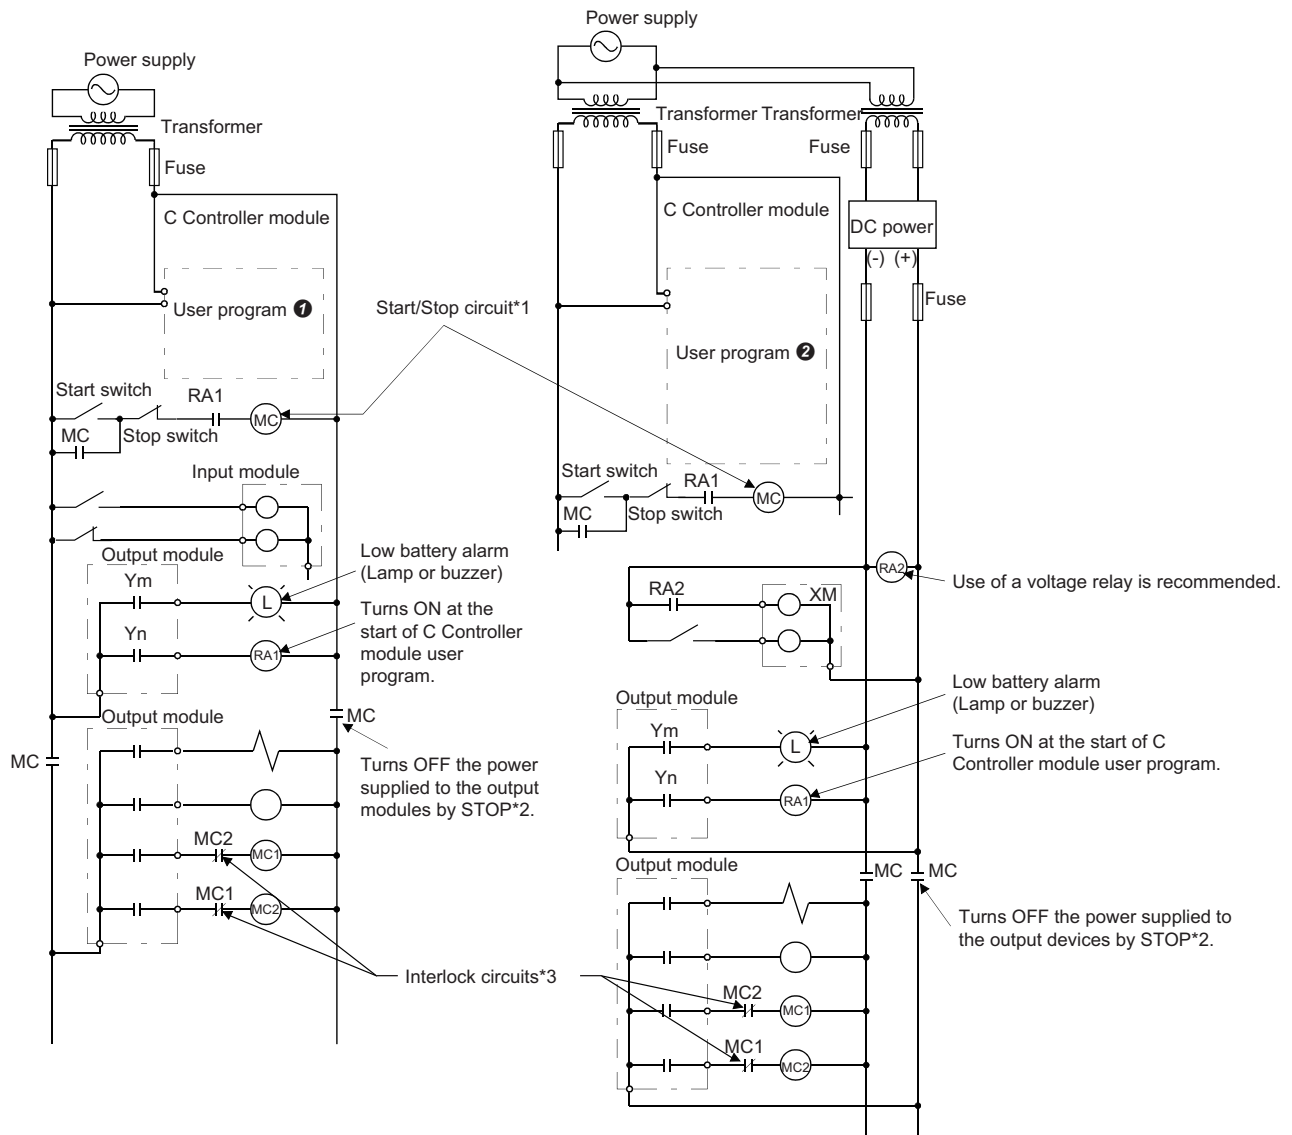 Power supply
Transformer
Fuse
C Controller module
User program ❶
Start/Stop circuit*1
Start switch
RA1
MC
MC
Stop switch
Input module
Output module
Ym
L
Yn
RA1
Low battery alarm
(Lamp or buzzer)
Turns ON at the
start of C Controller
module user
program.
Output module
MC
MC
Turns OFF the power
supplied to the output
modules by STOP*2.
MC2
MC1
MC1
MC2
Interlock circuits*3
Power supply
Transformer
Transformer
Fuse
Fuse
C Controller module
DC power
(-)
(+)
Fuse
User program ❷
Start switch
RA1
MC
MC
Stop switch
RA2
Use of a voltage relay is recommended.
RA2
XM
Output module
Ym
L
Yn
RA1
Low battery alarm
(Lamp or buzzer)
Turns ON at the start of C
Controller module user program.
Output module
MC
MC
Turns OFF the power supplied to
the output devices by STOP*2.
MC2
MC1
MC1
MC2